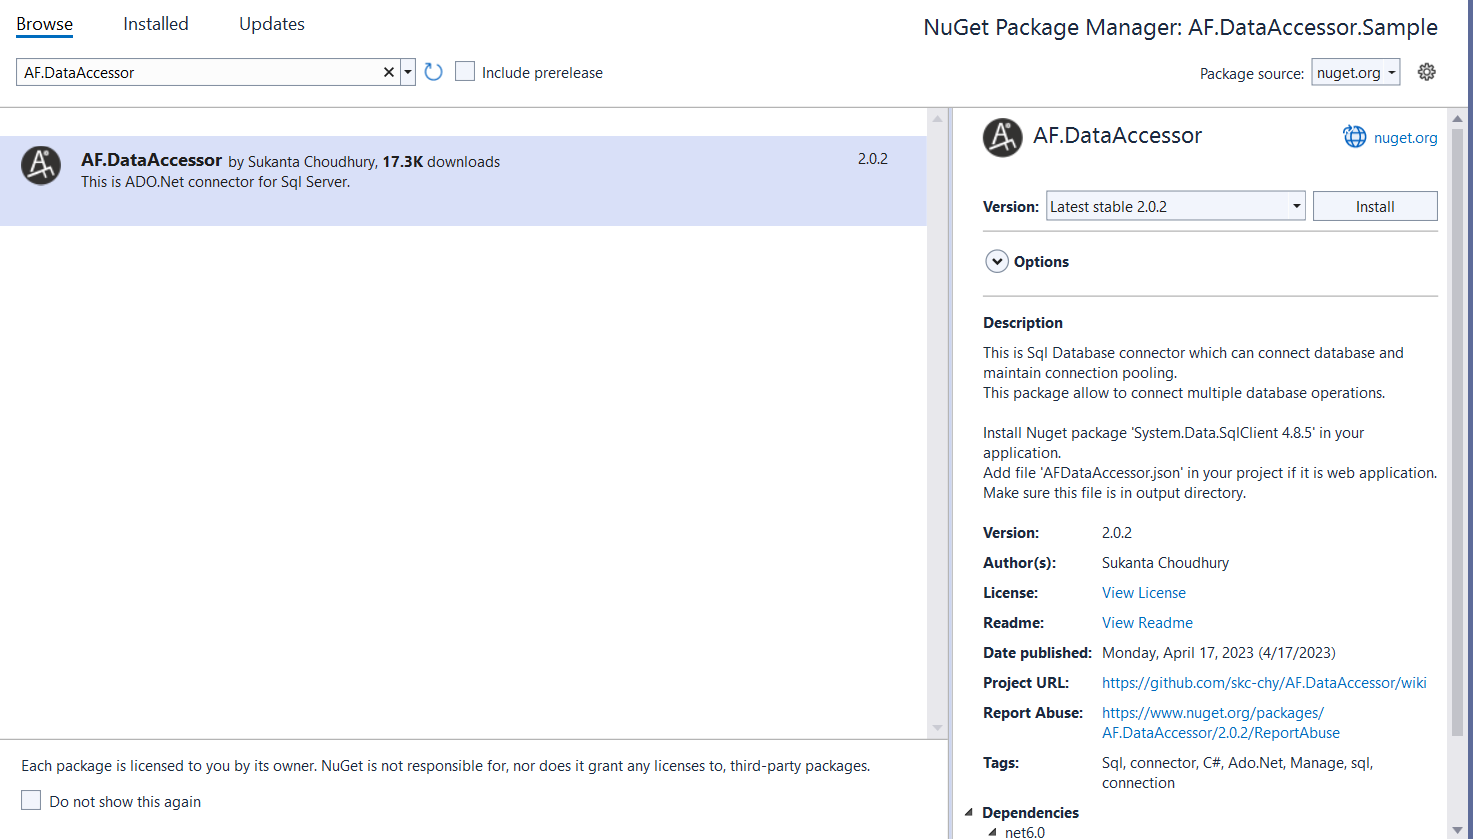 Browse Installed Updates
NuGet Package Manager: AF.DataAccessor.Sample
AF.DataAccessor
Include prerelease
Package source: nuget.org
AF.DataAccessor by Sukanta Choudhury, 17.3K downloads
2.0.2
This is ADO.Net connector for Sql Server.
Each package is licensed to you by its owner. NuGet is not responsible for, nor does it grant any licenses to, third-party packages.
Do not show this again
AF.DataAccessor
nuget.org
Version: Latest stable 2.0.2 Install
Options
Description
This is Sql Database connector which can connect database and
maintain connection pooling.
This package allow to connect multiple database operations.
Install Nuget package 'System.Data.SqlClient 4.8.5' in your
application.
Add file 'AFDataAccessor.json' in your project if it is web application.
Make sure this file is in output directory.
Version: 2.0.2
Author(s): Sukanta Choudhury
License: View License
Readme: View Readme
Date published: Monday, April 17, 2023 (4/17/2023)
Project URL: https://github.com/skc-chy/AF.DataAccessor/wiki
Report Abuse: https://www.nuget.org/packages/
AF.DataAccessor/2.0.2/ReportAbuse
Tags: Sql, connector, C#, Ado.Net, Manage, sql,
connection
Dependencies
net6.0